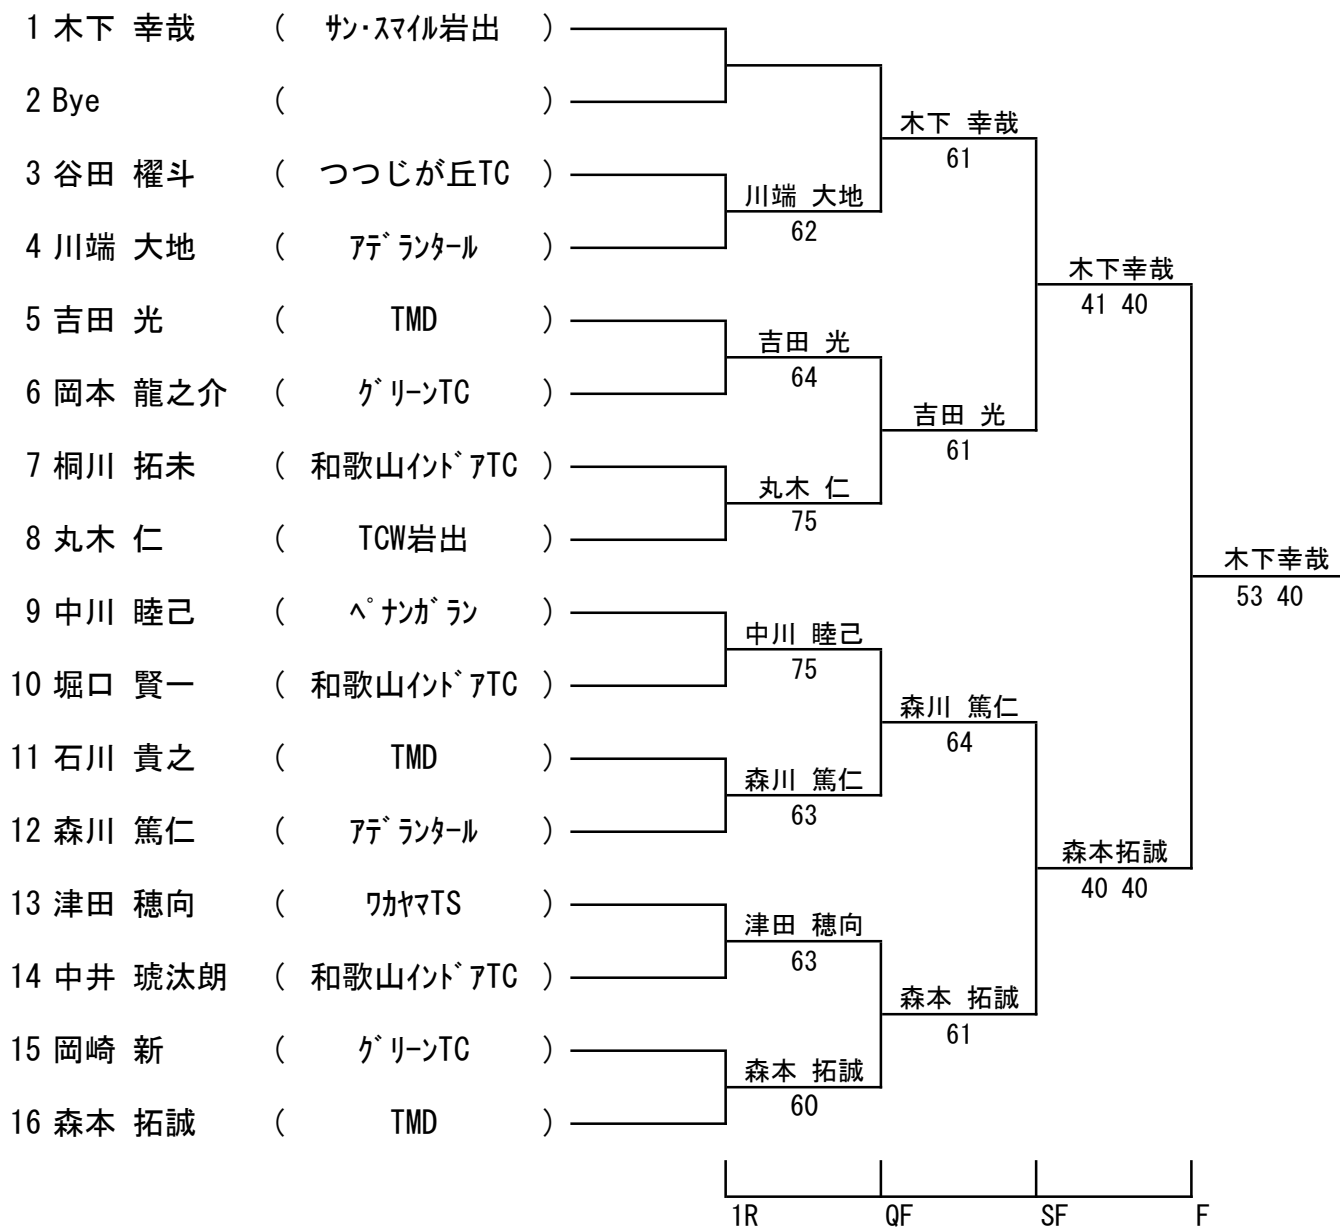 1 木下 幸哉 ( ｻﾝ･ｽﾏｲﾙ岩出 )
2 Bye ( )
木下 幸哉
61
3 谷田 櫂斗 ( つつじが丘TC )
川端 大地
62
4 川端 大地 ( ｱﾃﾞﾗﾝﾀｰﾙ )
木下幸哉
41 40
5 吉田 光 ( TMD )
吉田 光
64
6 岡本 龍之介 ( ｸﾞﾘｰﾝTC )
吉田 光
61
7 桐川 拓未 ( 和歌山ｲﾝﾄﾞｱTC )
丸木 仁
75
8 丸木 仁 ( TCW岩出 )
木下幸哉
53 40
9 中川 睦己 ( ﾍﾟﾅﾝｶﾞﾗﾝ )
中川 睦己
75
10 堀口 賢一 ( 和歌山ｲﾝﾄﾞｱTC )
森川 篤仁
64
11 石川 貴之 ( TMD )
森川 篤仁
63
12 森川 篤仁 ( ｱﾃﾞﾗﾝﾀｰﾙ )
森本拓誠
40 40
13 津田 穂向 ( ﾜｶﾔﾏTS )
津田 穂向
63
14 中井 琥汰朗 ( 和歌山ｲﾝﾄﾞｱTC )
森本 拓誠
61
15 岡崎 新 ( ｸﾞﾘｰﾝTC )
森本 拓誠
60
16 森本 拓誠 ( TMD )
1R QF SF F